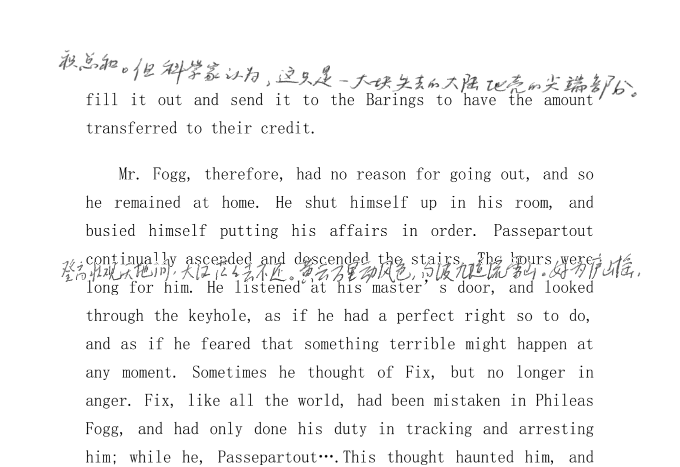 积总和。但科学家认为，这只是一大块失去的大陆地壳的尖端部分。
fill it out and send it to the Barings to have the amount
transferred to their credit.
Mr. Fogg, therefore, had no reason for going out, and so
he remained at home. He shut himself up in his room, and
busied himself putting his affairs in order. Passepartout
continually ascended and descended the stairs. The hours were
登高壮观天地间，大江茫茫去不还。黄云万里动风色，白波九道流雪山。好为庐山谣，
long for him. He listened at his master's door, and looked
through the keyhole, as if he had a perfect right so to do,
and as if he feared that something terrible might happen at
any moment. Sometimes he thought of Fix, but no longer in
anger. Fix, like all the world, had been mistaken in Phileas
Fogg, and had only done his duty in tracking and arresting
him; while he, Passepartout···.This thought haunted him, and